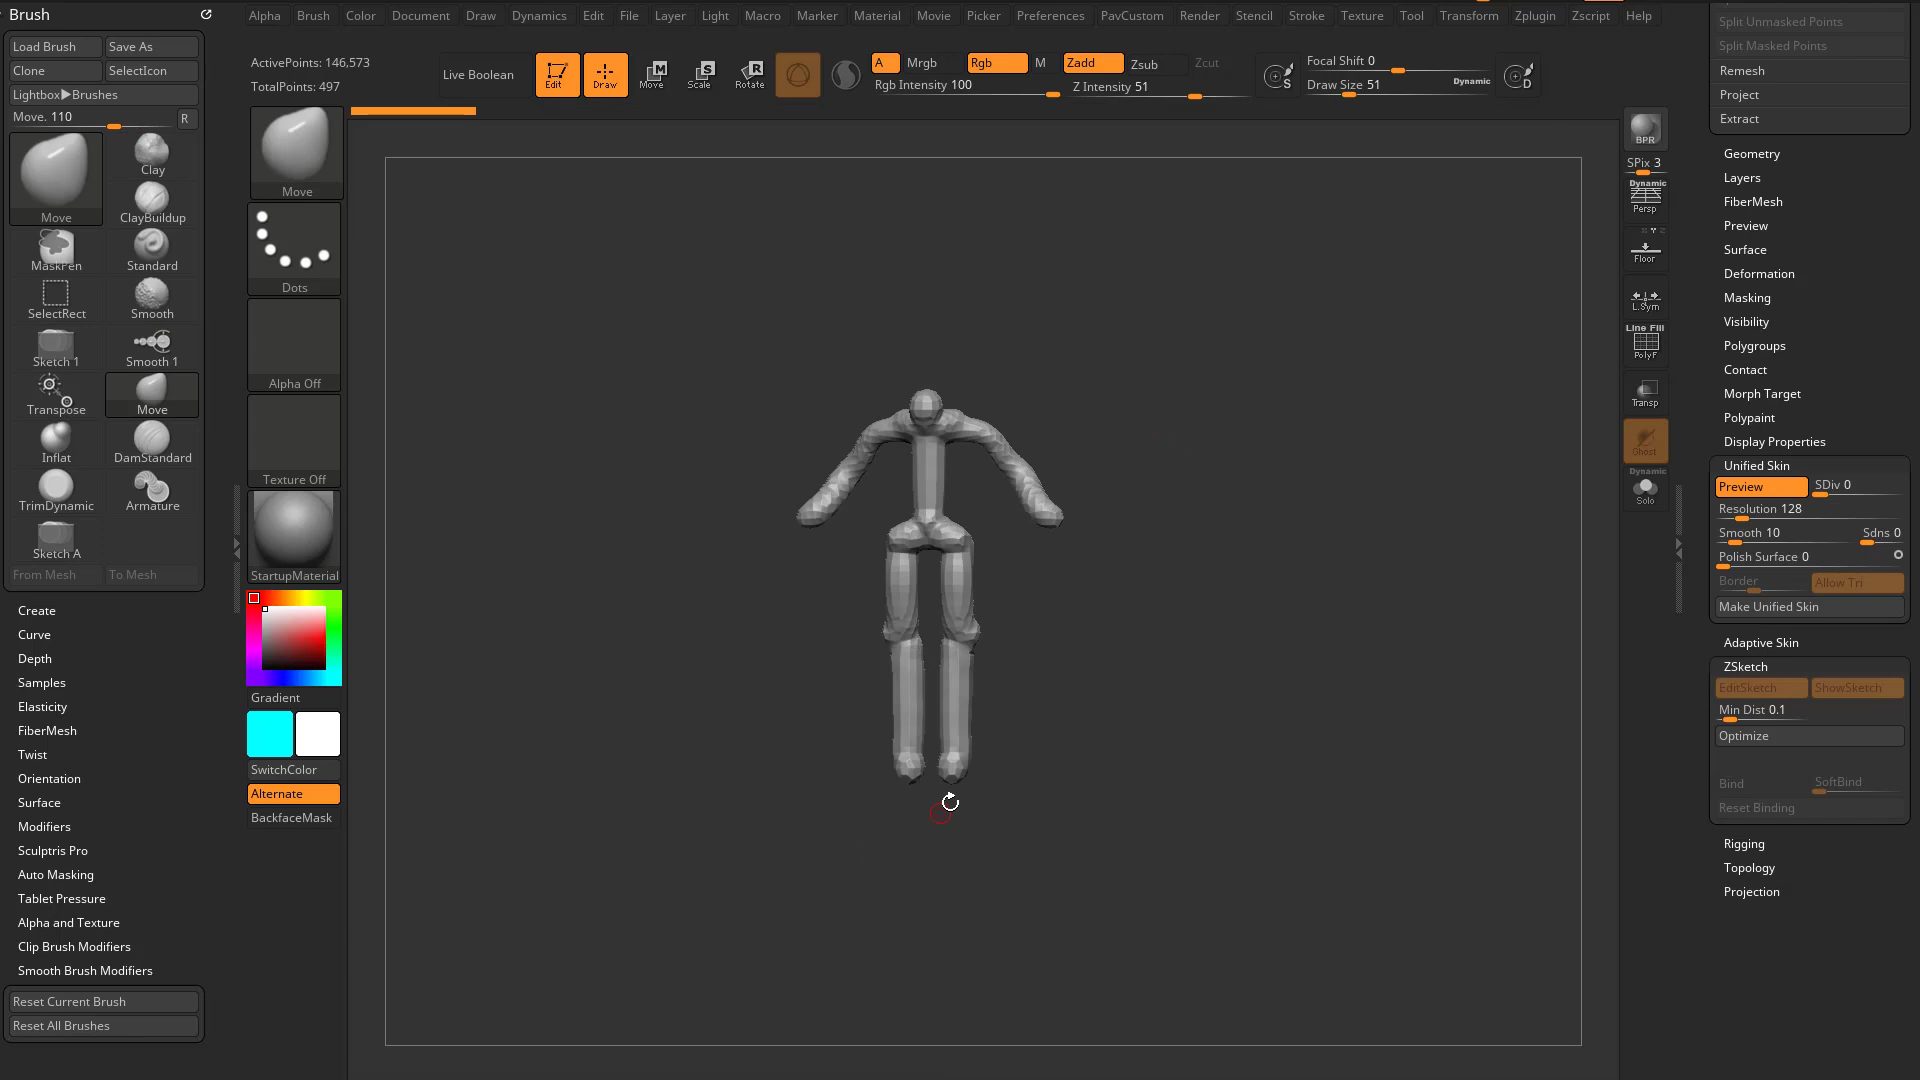 Brush
Load Brush Save As
Clone SelectIcon
Lightbox▶Brushes
Move. 110 R
Move
Clay
ClayBuildup
MaskPen Standard
SelectRect Smooth
Sketch 1 Smooth 1
Transpose Move
Inflat DamStandard
TrimDynamic Armature
Sketch A
From Mesh To Mesh
Create
Curve
Depth
Samples
Elasticity
FiberMesh
Twist
Orientation
Surface
Modifiers
Sculptris Pro
Auto Masking
Tablet Pressure
Alpha and Texture
Clip Brush Modifiers
Smooth Brush Modifiers
Reset Current Brush
Reset All Brushes
Alpha Brush Color Document Draw Dynamics Edit File Layer Light Macro Marker Material Movie Picker Preferences PavCustom Render Stencil Stroke Texture Tool Transform Zplugin Zscript Help
ActivePoints: 146,573
TotalPoints: 497
Live Boolean
Edit
Draw
M
Move
S
Scale
R
Rotate
A Mrgb Rgb M Zadd Zsub Zcut
Rgb Intensity 100 Z Intensity 51
S
Focal Shift 0
Draw Size 51 Dynamic
D
Move
Dots
Alpha Off
Texture Off
StartupMaterial
Gradient
SwitchColor
Alternate
BackfaceMask
BPR
SPix 3
Dynamic
Persp
Floor
L.Sym
Line Fill
PolyF
Transp
Ghost
Dynamic
Solo
Split Unmasked Points
Split Masked Points
Remesh
Project
Extract
Geometry
Layers
FiberMesh
Preview
Surface
Deformation
Masking
Visibility
Polygroups
Contact
Morph Target
Polypaint
Display Properties
Unified Skin
Preview SDiv 0
Resolution 128
Smooth 10 Sdns 0
Polish Surface 0
Border Allow Tri
Make Unified Skin
Adaptive Skin
ZSketch
EditSketch ShowSketch
Min Dist 0.1
Optimize
Bind SoftBind
Reset Binding
Rigging
Topology
Projection